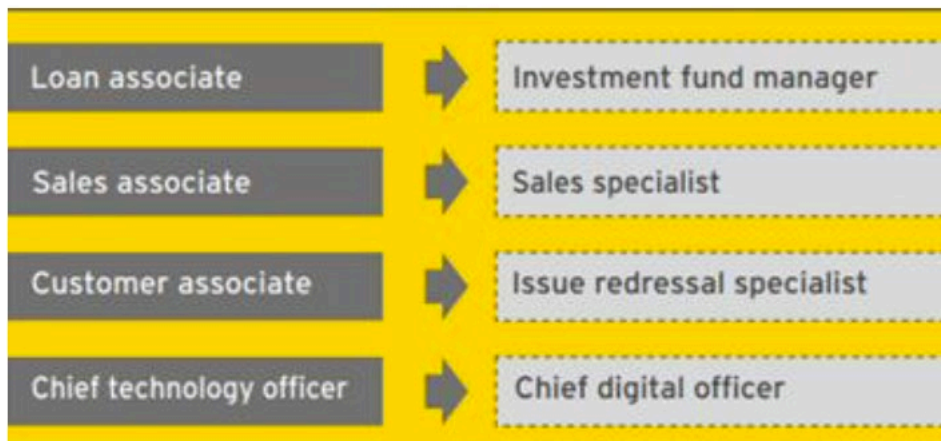 Loan associate
Investment fund manager
Sales associate
Sales specialist
Customer associate
Issue redressal specialist
Chief technology officer
Chief digital officer